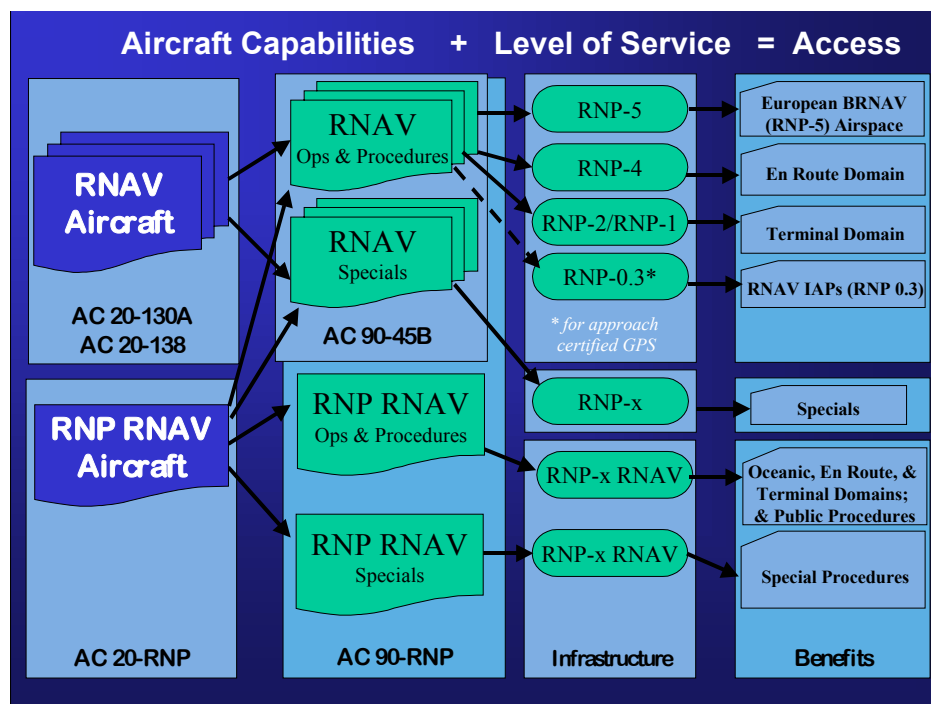 Aircraft Capabilities + Level of Service = Access
RNAV
Aircraft
AC 20-130A
AC 20-138
RNP RNAV
Aircraft
AC 20-RNP
RNAV
Ops & Procedures
RNAV
Specials
AC 90-45B
RNP RNAV
Ops & Procedures
RNP RNAV
Specials
AC 90-RNP
RNP-5
RNP-4
RNP-2/RNP-1
RNP-0.3*
* for approach
certified GPS
RNP-x
RNP-x RNAV
RNP-x RNAV
Infrastructure
European BRNAV
(RNP-5) Airspace
En Route Domain
Terminal Domain
RNAV IAPs (RNP 0.3)
Specials
Oceanic, En Route, &
Terminal Domains;
& Public Procedures
Special Procedures
Benefits